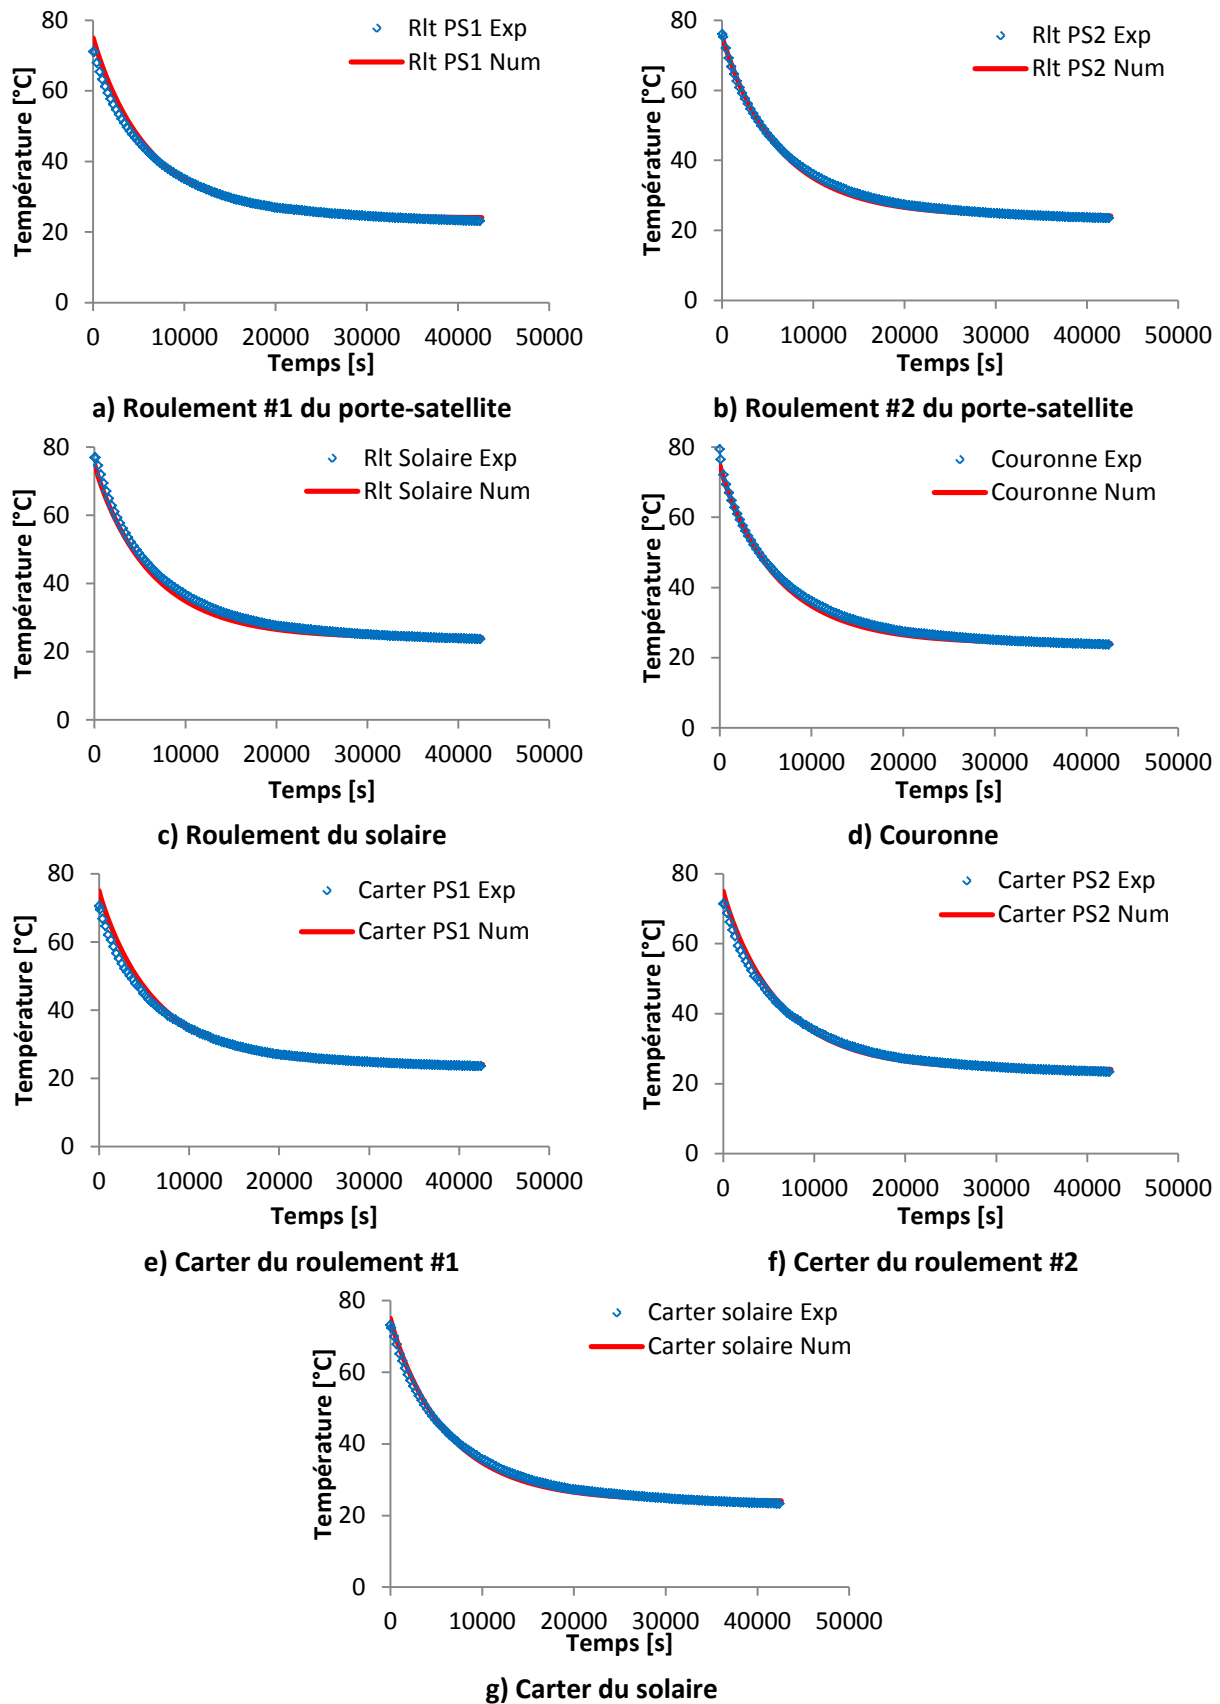 80
Rlt PS1 Exp
Rlt PS1 Num
60
40
20
0
Température [°C]
0 10000 20000 30000 40000 50000
Temps [s]
a) Roulement #1 du porte-satellite
80
Rlt PS2 Exp
Rlt PS2 Num
60
40
20
0
Température [°C]
0 10000 20000 30000 40000 50000
Temps [s]
b) Roulement #2 du porte-satellite
80
Rlt Solaire Exp
Rlt Solaire Num
60
40
20
0
Température [°C]
0 10000 20000 30000 40000 50000
Temps [s]
c) Roulement du solaire
80
Couronne Exp
Couronne Num
60
40
20
0
Température [°C]
0 10000 20000 30000 40000 50000
Temps [s]
d) Couronne
80
Carter PS1 Exp
Carter PS1 Num
60
40
20
0
Température [°C]
0 10000 20000 30000 40000 50000
Temps [s]
e) Carter du roulement #1
80
Carter PS2 Exp
Carter PS2 Num
60
40
20
0
Température [°C]
0 10000 20000 30000 40000 50000
Temps [s]
f) Certer du roulement #2
80
Carter solaire Exp
Carter solaire Num
60
40
20
0
Température [°C]
0 10000 20000 30000 40000 50000
Temps [s]
g) Carter du solaire